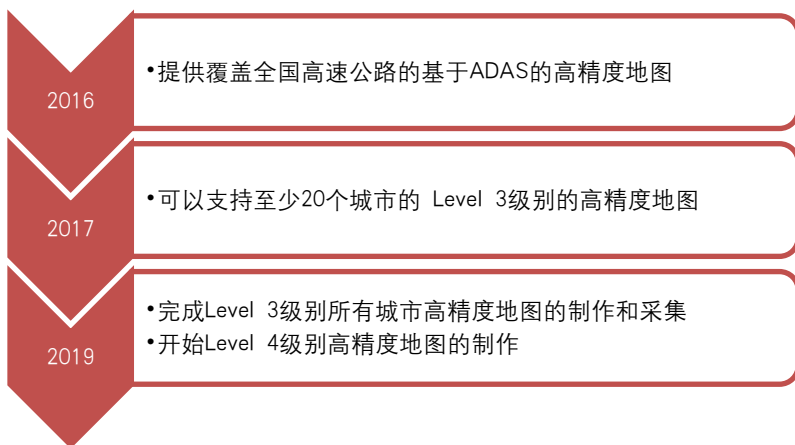 2016
•提供覆盖全国高速公路的基于ADAS的高精度地图
2017
•可以支持至少20个城市的 Level 3级别的高精度地图
2019
•完成Level 3级别所有城市高精度地图的制作和采集
•开始Level 4级别高精度地图的制作